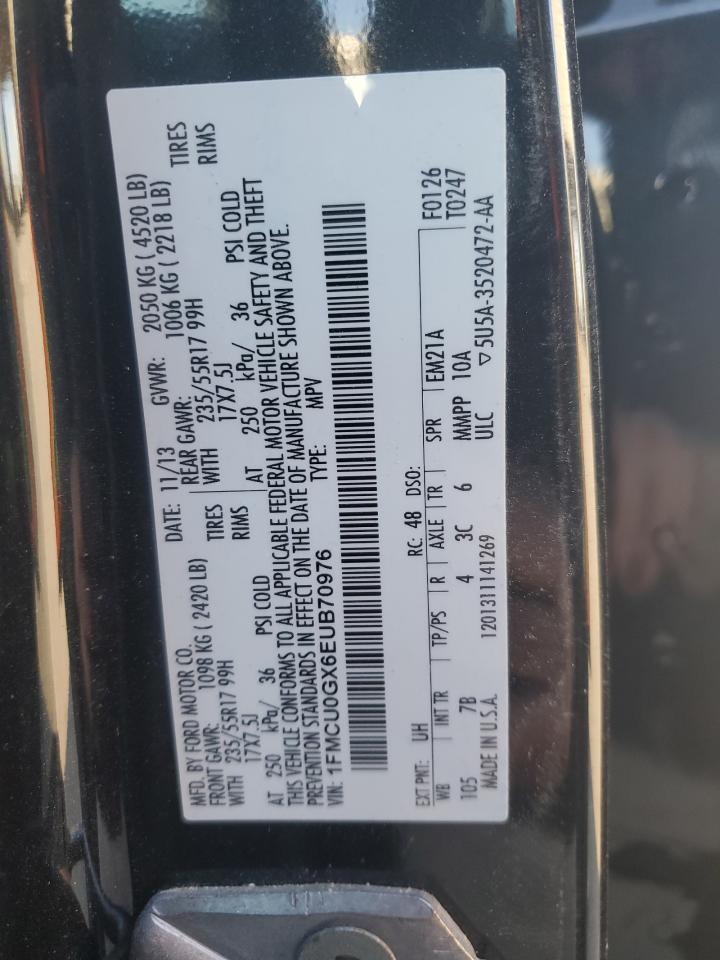 MFD. BY FORD MOTOR CO. DATE: 11/13 GVWR: 2050 KG ( 4520 LB)
FRONT GAWR: 1098 KG ( 2420 LB) REAR GAWR: 1006 KG ( 2218 LB)
WITH 235/55R17 99H TIRES WITH 235/55R17 99H TIRES
17X7.5J RIMS 17X7.5J RIMS
AT 250 kPa/ 36 PSI COLD AT 250 kPa/ 36 PSI COLD
THIS VEHICLE CONFORMS TO ALL APPLICABLE FEDERAL MOTOR VEHICLE SAFETY AND THEFT
PREVENTION STANDARDS IN EFFECT ON THE DATE OF MANUFACTURE SHOWN ABOVE.
VIN: 1FMCU0GX6EUB70976 TYPE: MPV
EXT PNT: UH RC: 48 DSO: F0126
WB INT TR TP/PS R AXLE TR SPR EM21A T0247
105 7B 4 3C 6 MMPP 10A
MADE IN U.S.A. 1201311141269 ULC ▽5U5A-3520472-AA